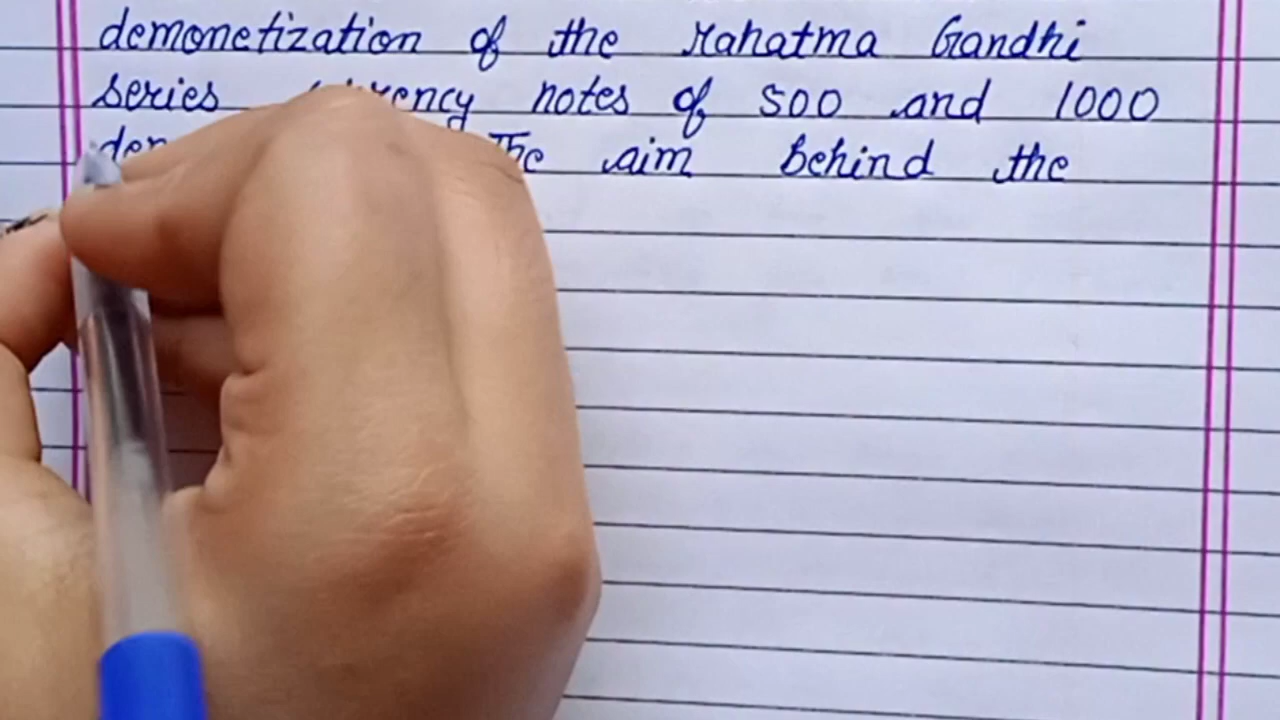 demonetization of the Mahatma Gandhi
series notes of 500 and 1000
The aim behind the